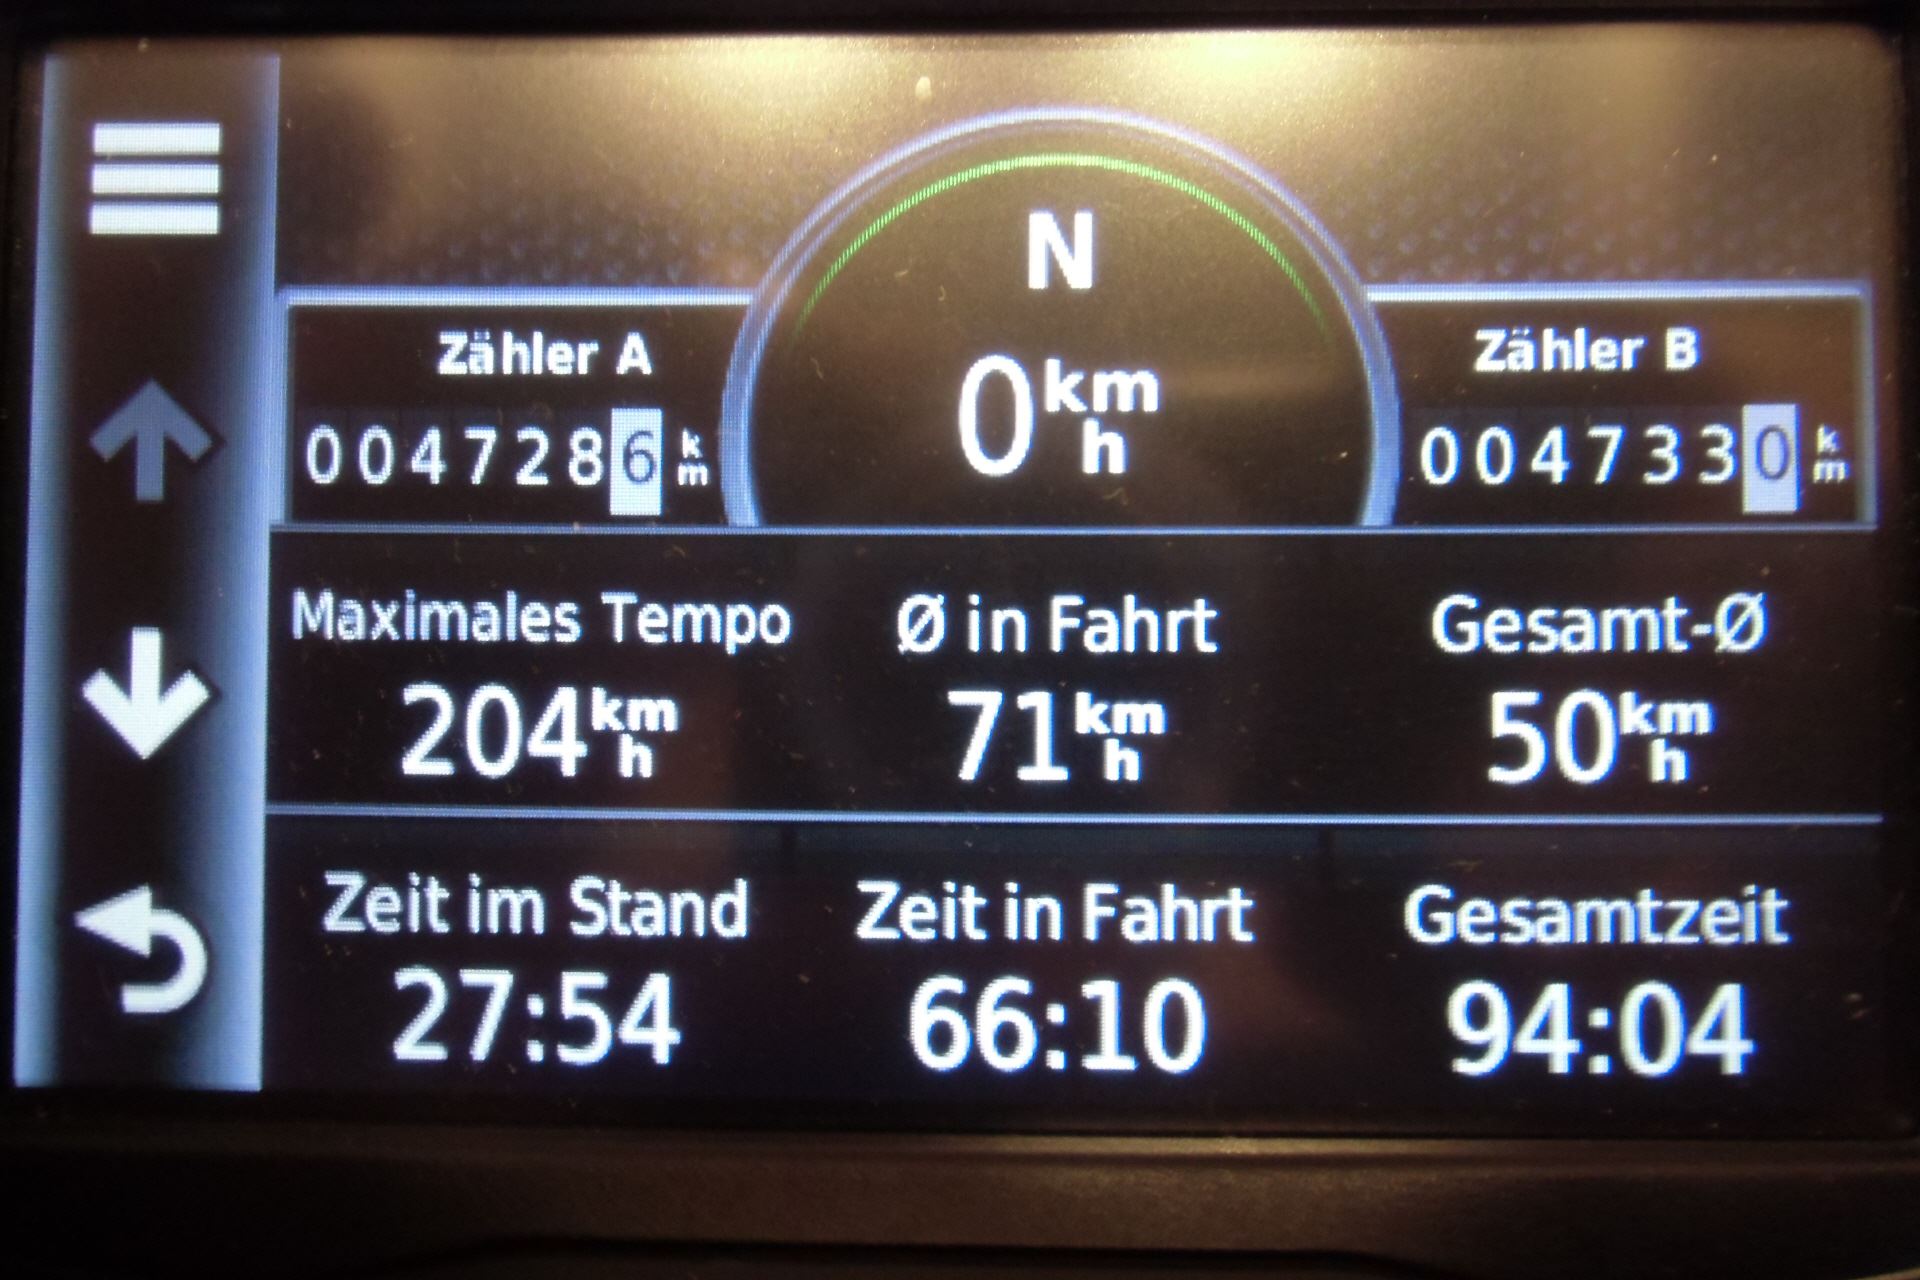 N
Zähler A
0 km/h
Zähler B
0047286 km
0047330 km
Maximales Tempo
Ø in Fahrt
Gesamt-Ø
204 km/h
71 km/h
50 km/h
Zeit im Stand
Zeit in Fahrt
Gesamtzeit
27:54
66:10
94:04